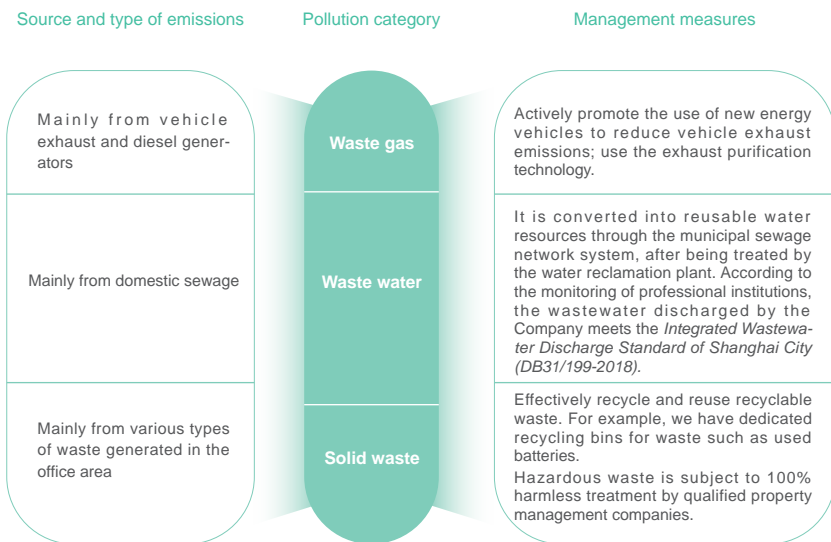 Source and type of emissions
Pollution category
Management measures
Mainly from vehicle
exhaust and diesel gener-
ators
Waste gas
Actively promote the use of new energy
vehicles to reduce vehicle exhaust
emissions; use the exhaust purification
technology.
Mainly from domestic sewage
Waste water
It is converted into reusable water
resources through the municipal sewage
network system, after being treated by
the water reclamation plant. According to
the monitoring of professional institutions,
the wastewater discharged by the
Company meets the Integrated Wastewa-
ter Discharge Standard of Shanghai City
(DB31/199-2018).
Mainly from various types
of waste generated in the
office area
Solid waste
Effectively recycle and reuse recyclable
waste. For example, we have dedicated
recycling bins for waste such as used
batteries.
Hazardous waste is subject to 100%
harmless treatment by qualified property
management companies.